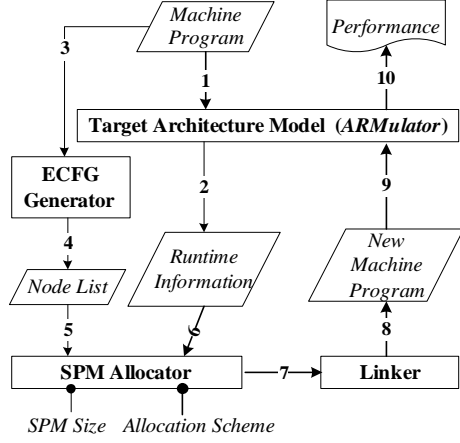 Machine
Program
Performance
3
1
10
Target Architecture Model (ARMulator)
ECFG
Generator
2
9
4
Runtime
Information
New
Machine
Program
Node List
5
6
8
SPM Allocator
7
Linker
SPM Size
Allocation Scheme